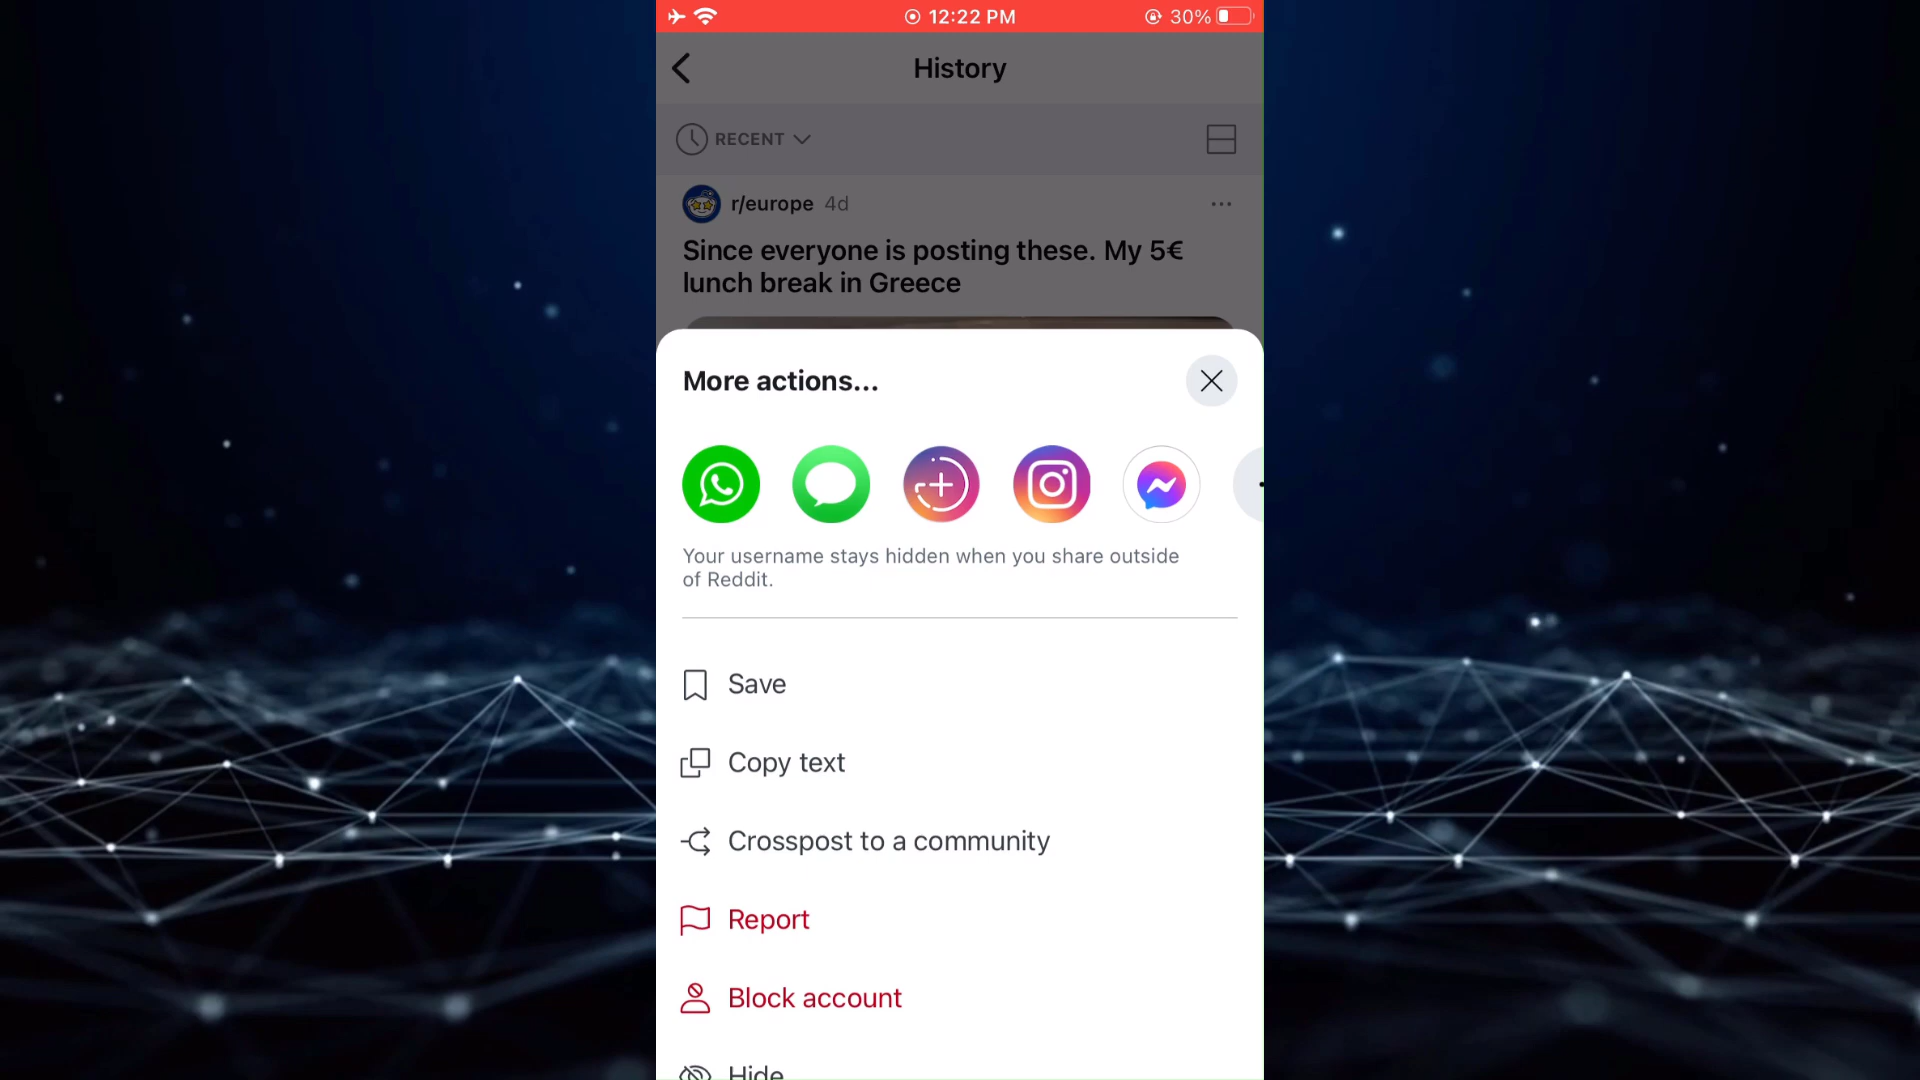 12:22 PM
30%
History
RECENT
r/europe 4d
Since everyone is posting these. My 5€
lunch break in Greece
More actions...
Your username stays hidden when you share outside
of Reddit.
Save
Copy text
Crosspost to a community
Report
Block account
Hide